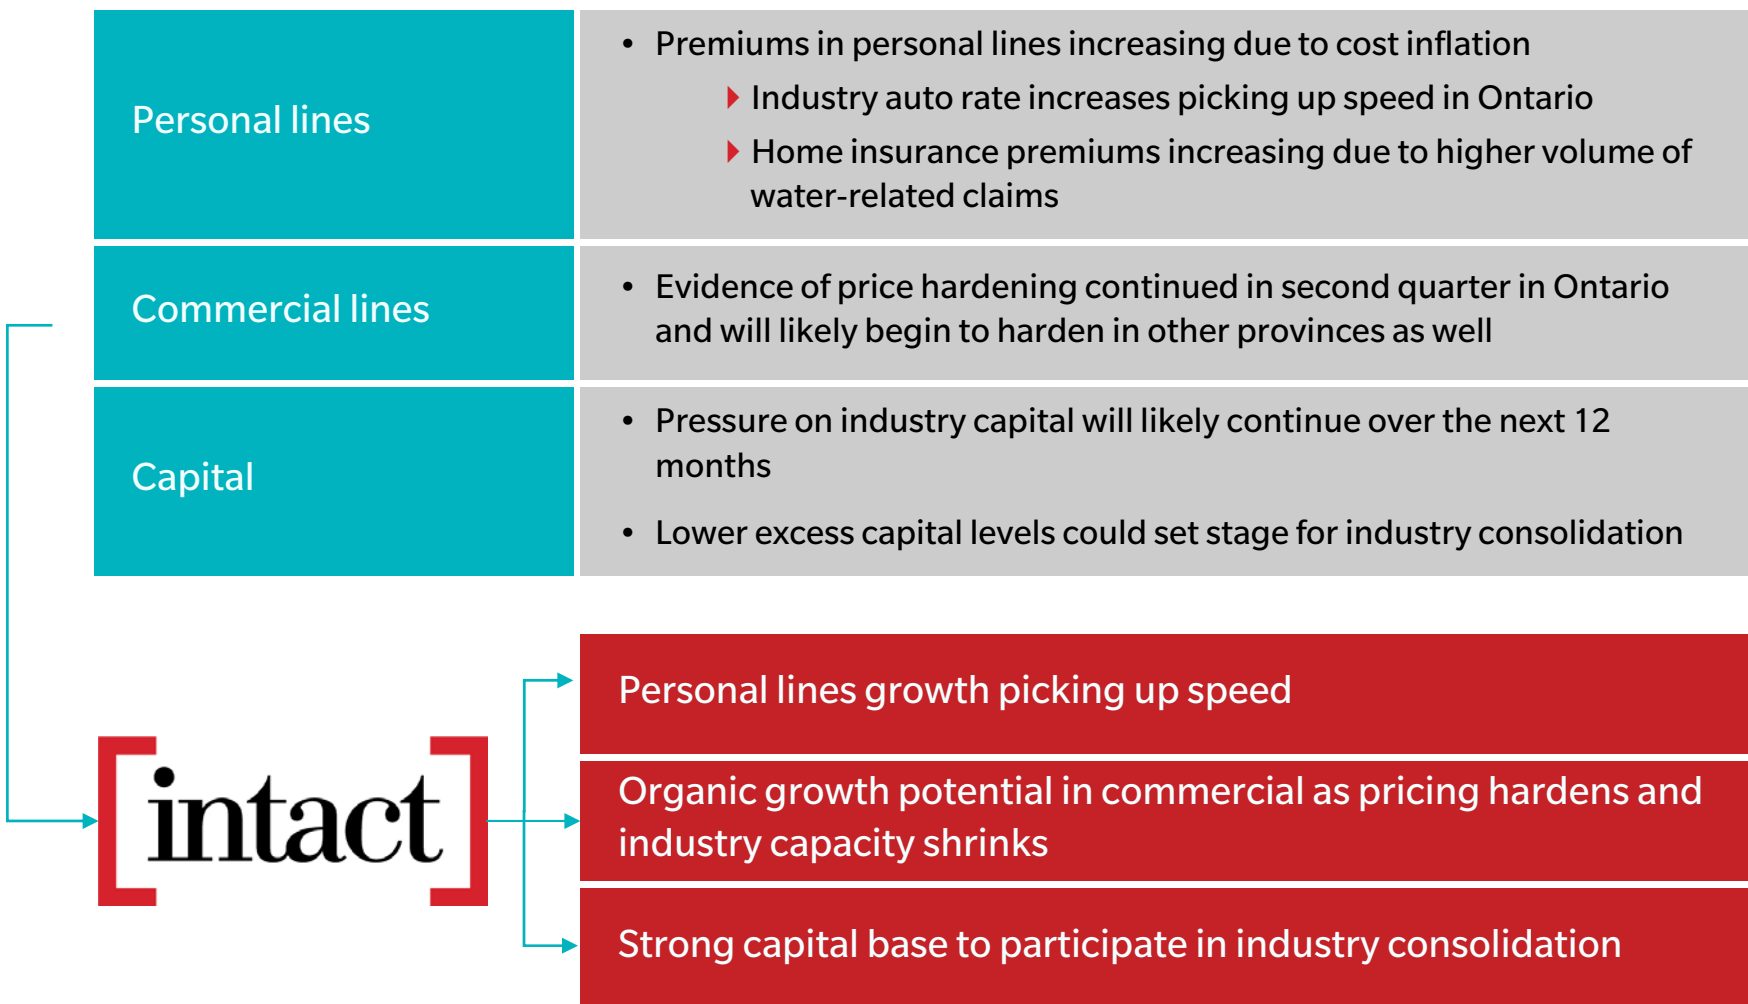 Personal lines
• Premiums in personal lines increasing due to cost inflation
Industry auto rate increases picking up speed in Ontario
Home insurance premiums increasing due to higher volume of
water-related claims
Commercial lines
• Evidence of price hardening continued in second quarter in Ontario
and will likely begin to harden in other provinces as well
Capital
• Pressure on industry capital will likely continue over the next 12
months
• Lower excess capital levels could set stage for industry consolidation
[intact]
Personal lines growth picking up speed
Organic growth potential in commercial as pricing hardens and
industry capacity shrinks
Strong capital base to participate in industry consolidation